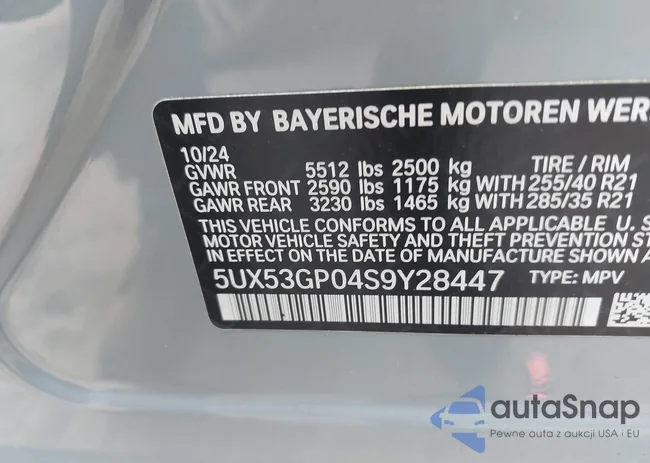 MFD BY BAYERISCHE MOTOREN WER
10/24
GVWR 5512 lbs 2500 kg TIRE / RIM
GAWR FRONT 2590 lbs 1175 kg WITH 255/40 R21
GAWR REAR 3230 lbs 1465 kg WITH 285/35 R21
THIS VEHICLE CONFORMS TO ALL APPLICABLE U. S
MOTOR VEHICLE SAFETY, BUMPER, AND
THEFT PREVENTION ST
IN EFFECT ON THE DATE OF MANUFACTURE SHOWN A
5UX53GP04S9Y28447 TYPE: MPV
autaSnap
Pewne auta z aukcji USA i EU